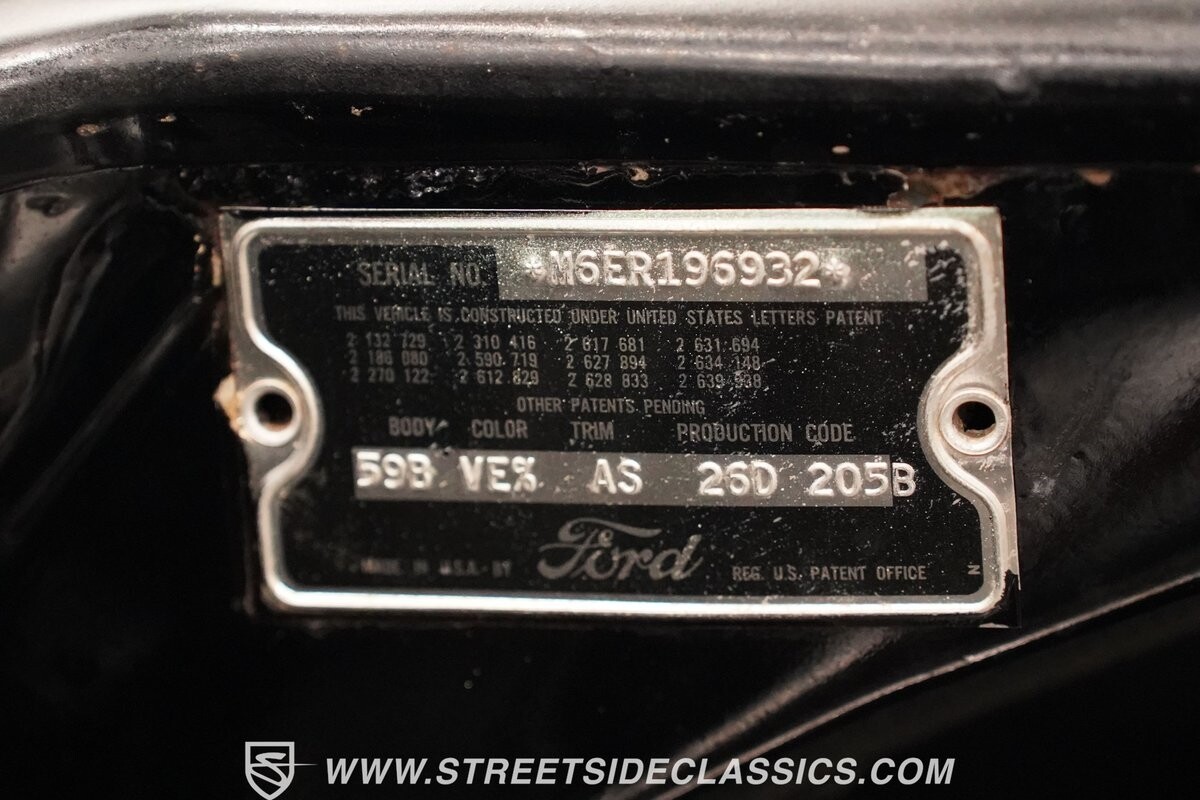 SERIAL NO. *M6ER196932*
THIS VEHICLE IS CONSTRUCTED UNDER UNITED STATES LETTERS PATENT
2 132 729 2 310 416 2 617 681 2 631 694
2 186 080 2 590 719 2 627 894 2 634 148
2 270 122 2 612 829 2 628 833 2 639 938
OTHER PATENTS PENDING
BODY COLOR TRIM PRODUCTION CODE
59B VE% AS 26D 205B
MADE IN U.S.A. BY Ford REG. U.S. PATENT OFFICE N
WWW.STREETSIDECLASSICS.COM